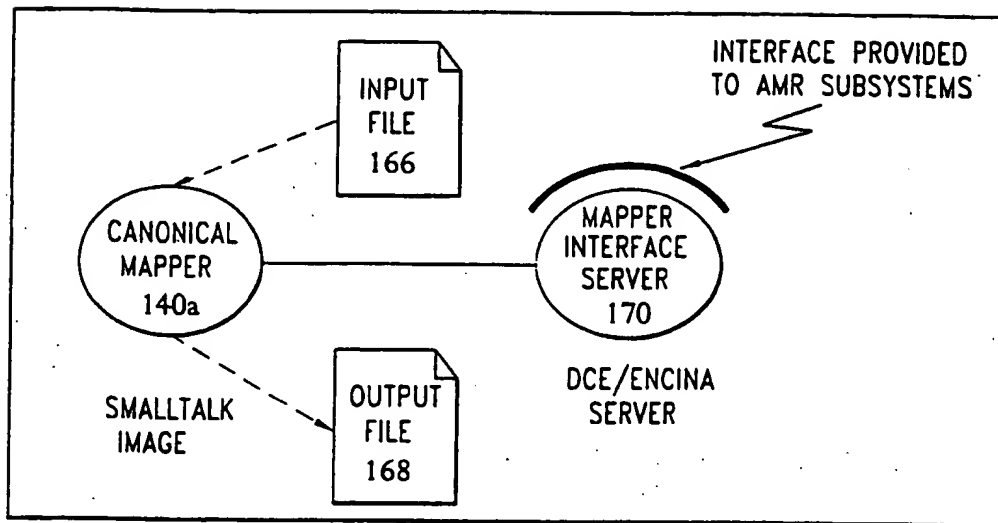 INPUT
FILE
166
INTERFACE PROVIDED
TO AMR SUBSYSTEMS
CANONICAL
MAPPER
140a
MAPPER
INTERFACE
SERVER
170
SMALLTALK
IMAGE
OUTPUT
FILE
168
DCE/ENCINA
SERVER